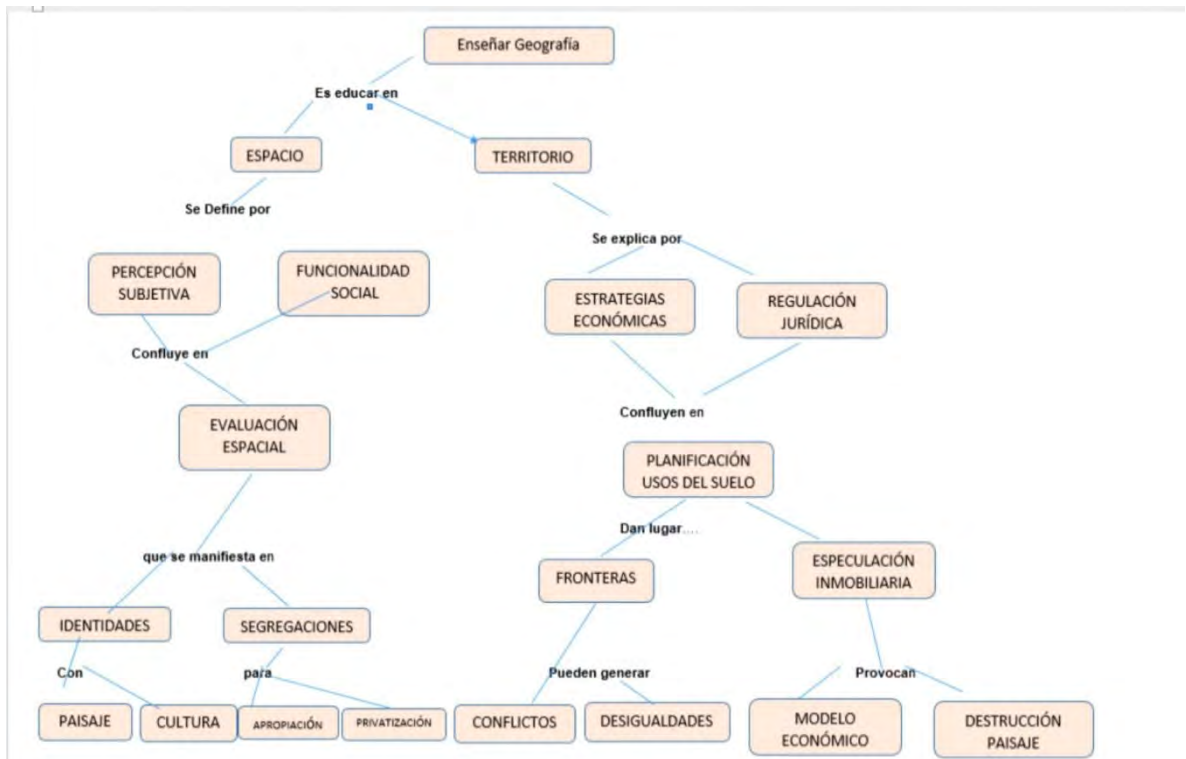 Enseñar Geografía
Es educar en
ESPACIO
TERRITORIO
Se Define por
Se explica por
PERCEPCIÓN
SUBJETIVA
FUNCIONALIDAD
SOCIAL
ESTRATEGIAS
ECONÓMICAS
REGULACIÓN
JURÍDICA
Confluye en
Confluyen en
EVALUACIÓN
ESPACIAL
PLANIFICACIÓN
USOS DEL SUELO
que se manifiesta en
Dan lugar....
FRONTERAS
ESPECULACIÓN
INMOBILIARIA
IDENTIDADES
SEGREGACIONES
Con
para
Pueden generar
Provocan
PAISAJE
CULTURA
APROPIACIÓN
PRIVATIZACIÓN
CONFLICTOS
DESIGUALDADES
MODELO
ECONÓMICO
DESTRUCCIÓN
PAISAJE